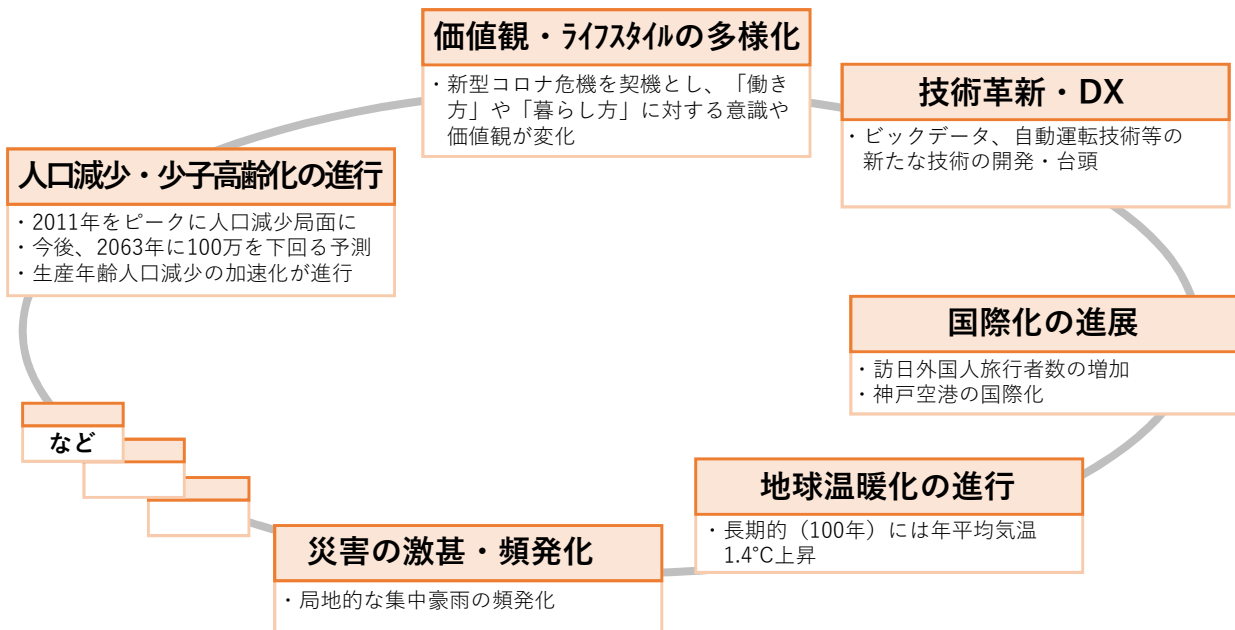 価値観・ﾗｲﾌｽﾀｲﾙの多様化
・新型コロナ危機を契機とし、「働き
方」や「暮らし方」に対する意識や
価値観が変化
技術革新・DX
・ビックデータ、自動運転技術等の
新たな技術の開発・台頭
人口減少・少子高齢化の進行
・2011年をピークに人口減少局面に
・今後、2063年に100万を下回る予測
・生産年齢人口減少の加速化が進行
国際化の進展
・訪日外国人旅行者数の増加
・神戸空港の国際化
など
地球温暖化の進行
・長期的（100年）には年平均気温
1.4℃上昇
災害の激甚・頻発化
・局地的な集中豪雨の頻発化